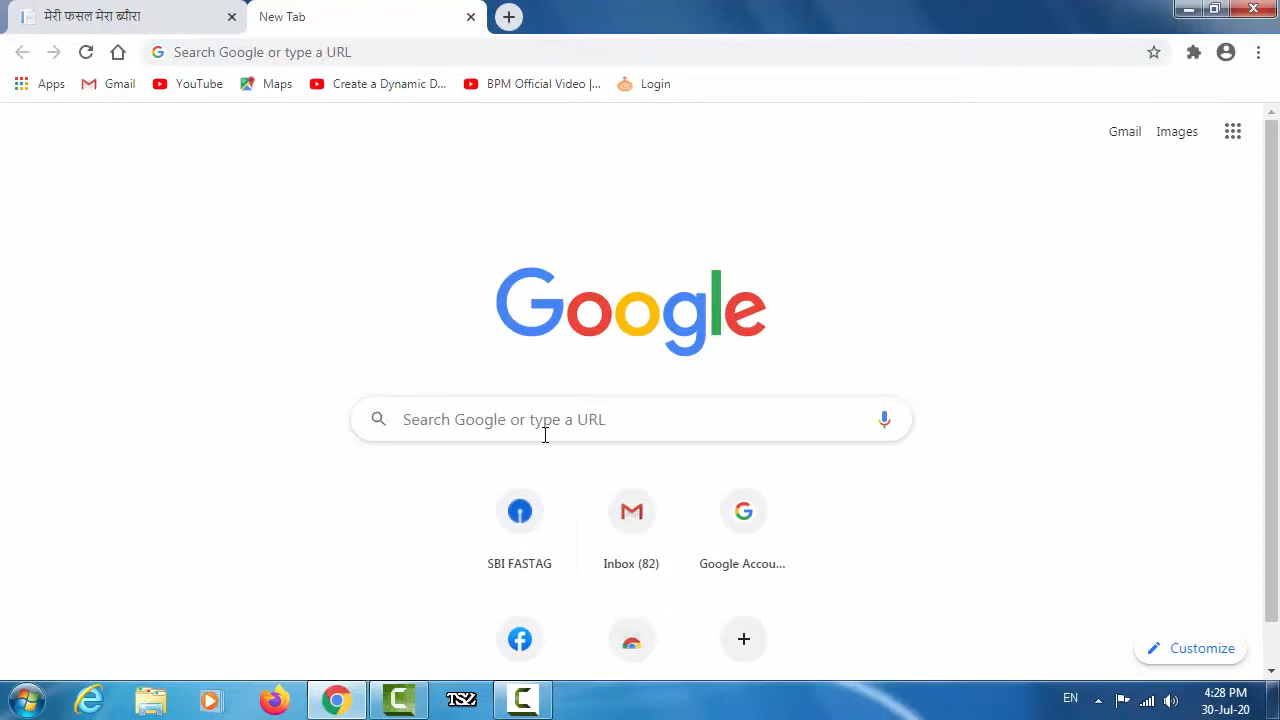 मेरी फसल मेरा ब्यौरा
New Tab
Search Google or type a URL
Apps
Gmail
YouTube
Maps
Create a Dynamic D...
BPM Official Video |...
Login
Gmail
Images
Google
Search Google or type a URL
SBI FASTAG
Inbox (82)
Google Accou...
Customize
TSZ
EN
4:28 PM
30-Jul-20